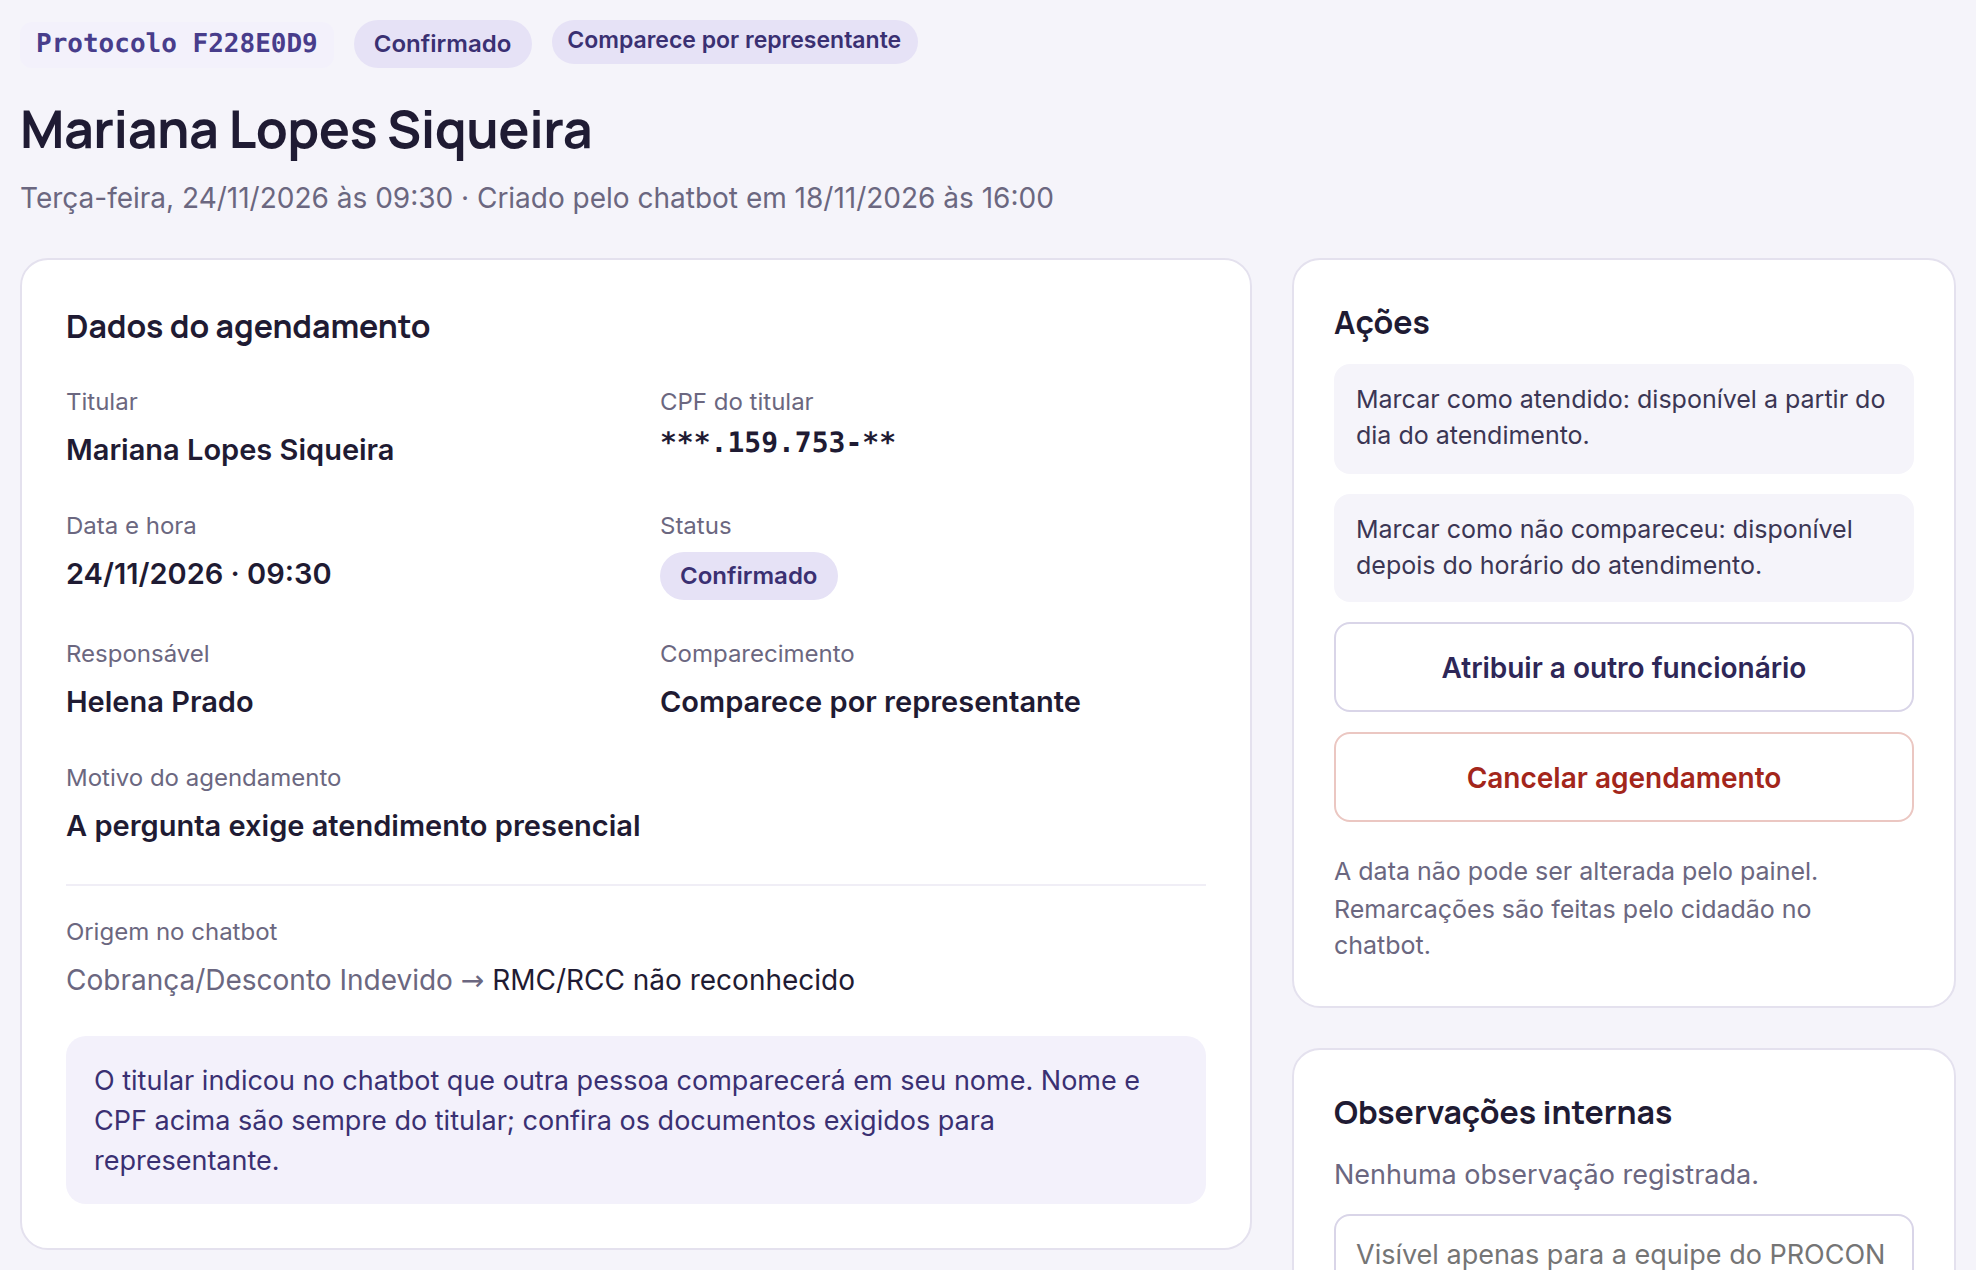 Protocolo F228E0D9
Confirmado
Comparece por representante
Mariana Lopes Siqueira
Terça-feira, 24/11/2026 às 09:30 · Criado pelo chatbot em 18/11/2026 às 16:00
Dados do agendamento
Titular
Mariana Lopes Siqueira
CPF do titular
***.159.753-**
Data e hora
24/11/2026 · 09:30
Status
Confirmado
Responsável
Helena Prado
Comparecimento
Comparece por representante
Motivo do agendamento
A pergunta exige atendimento presencial
Origem no chatbot
Cobrança/Desconto Indevido → RMC/RCC não reconhecido
O titular indicou no chatbot que outra pessoa comparecerá em seu nome. Nome e
CPF acima são sempre do titular; confira os documentos exigidos para
representante.
Ações
Marcar como atendido: disponível a partir do
dia do atendimento.
Marcar como não compareceu: disponível
depois do horário do atendimento.
Atribuir a outro funcionário
Cancelar agendamento
A data não pode ser alterada pelo painel.
Remarcações são feitas pelo cidadão no
chatbot.
Observações internas
Nenhuma observação registrada.
Visível apenas para a equipe do PROCON